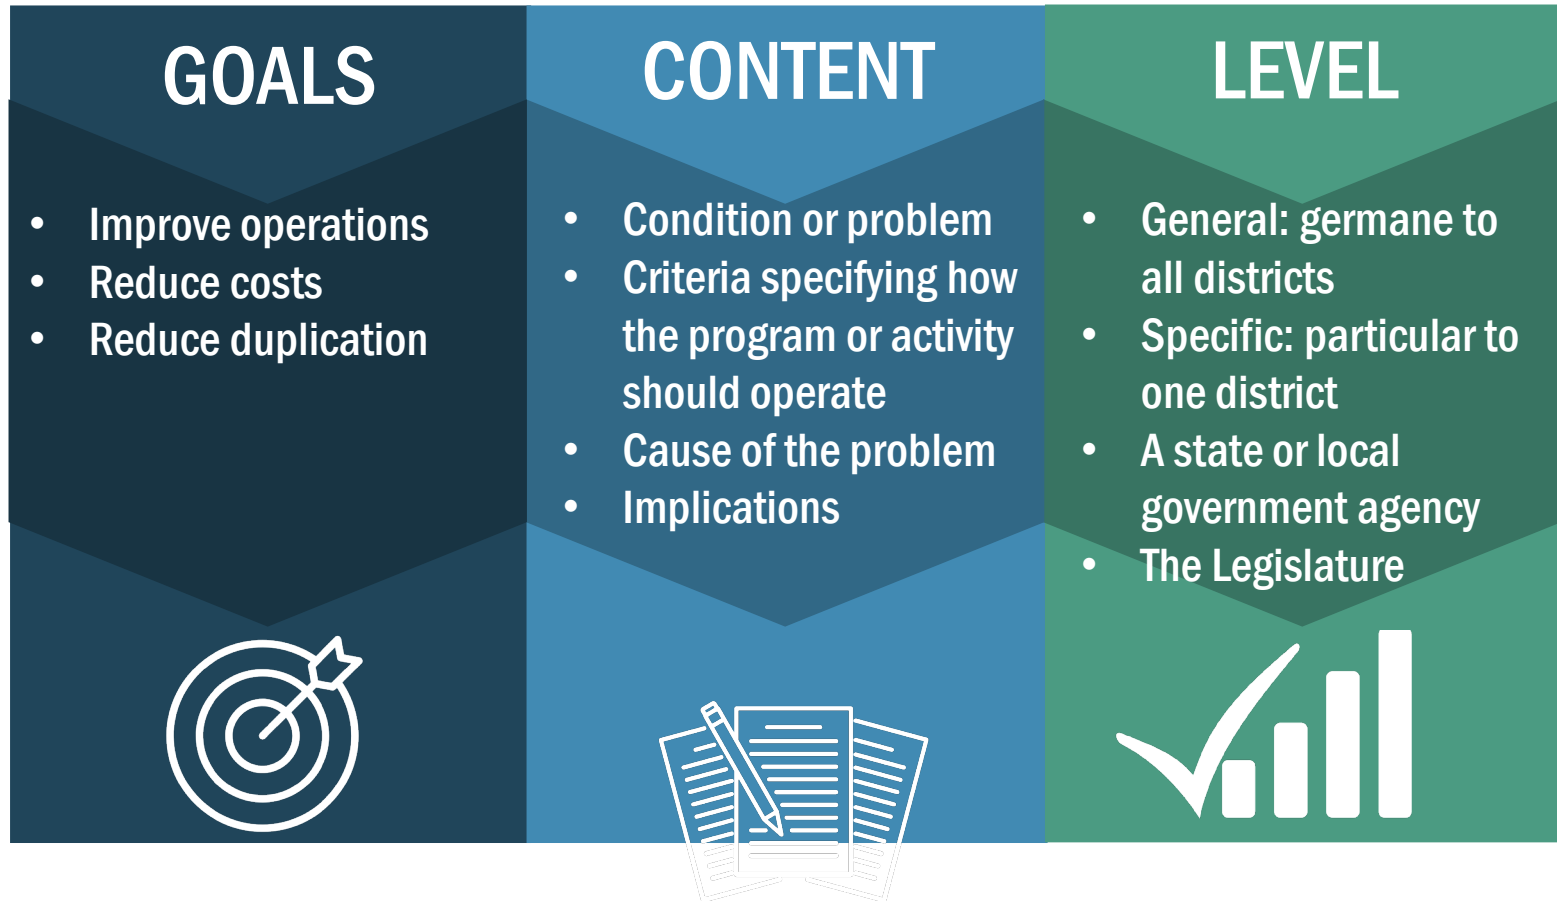 GOALS
• Improve operations
• Reduce costs
• Reduce duplication
CONTENT
• Condition or problem
• Criteria specifying how
the program or activity
should operate
• Cause of the problem
• Implications
LEVEL
• General: germane to
all districts
• Specific: particular to
one district
• A state or local
government agency
• The Legislature